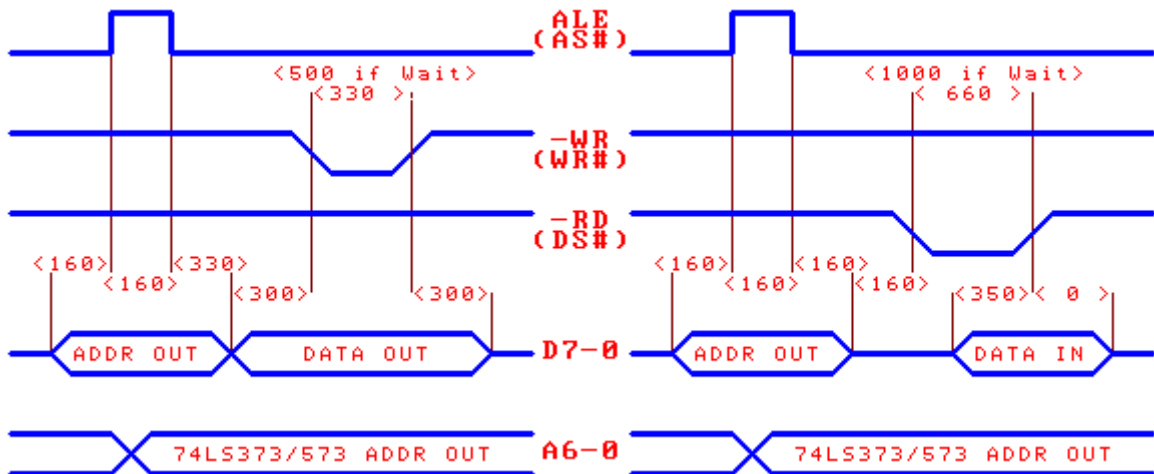 ALE
(AS#)
<500 if Wait> <1000 if Wait>
<330 > < 660 >
-WR
(WR#)
-RD
(DS#)
<160> <330> <160> <160>
<160> <160> <160>
<300> <300> <350>< 0 >
ADDR OUT DATA OUT D7-0 ADDR OUT DATA IN
74LS373/573 ADDR OUT A6-0 74LS373/573 ADDR OUT